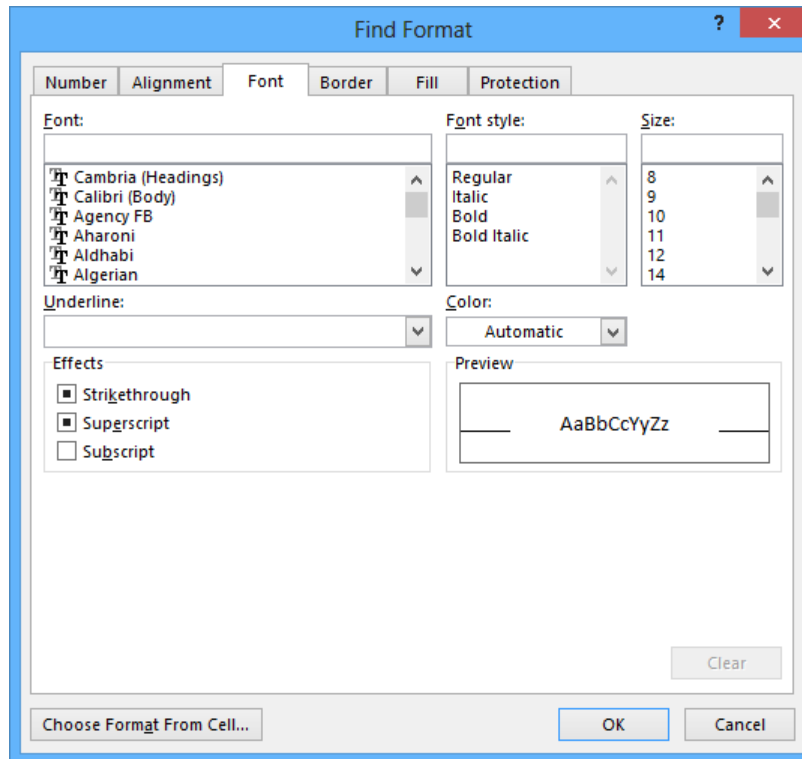 Find Format
?
Number Alignment Font Border Fill Protection
Font: Font style: Size:
Cambria (Headings) Regular 8
Calibri (Body) Italic 9
Agency FB Bold 10
Aharoni Bold Italic 11
Aldhabi 12
Algerian 14
Underline: Color:
Automatic
Effects Preview
Strikethrough
Superscript AaBbCcYyZz
Subscript
Clear
Choose Format From Cell... OK Cancel